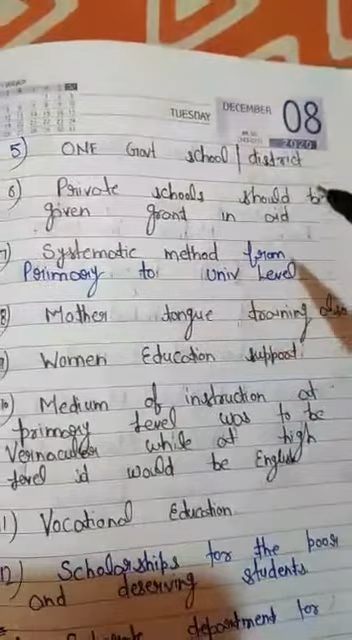 TUESDAY
DECEMBER 08
2020
5) ONE Govt school | district
6) Private schools should be
given grant in aid
7) Systematic method from
Primary to univ Level
8) Mother tongue training also
9) Women Education support
10) Medium of instruction at
primary level was to be
Vernacular while at high
level id would be English
11) Vocational Education
12) Scholarships for the poor
and deserving students
department for